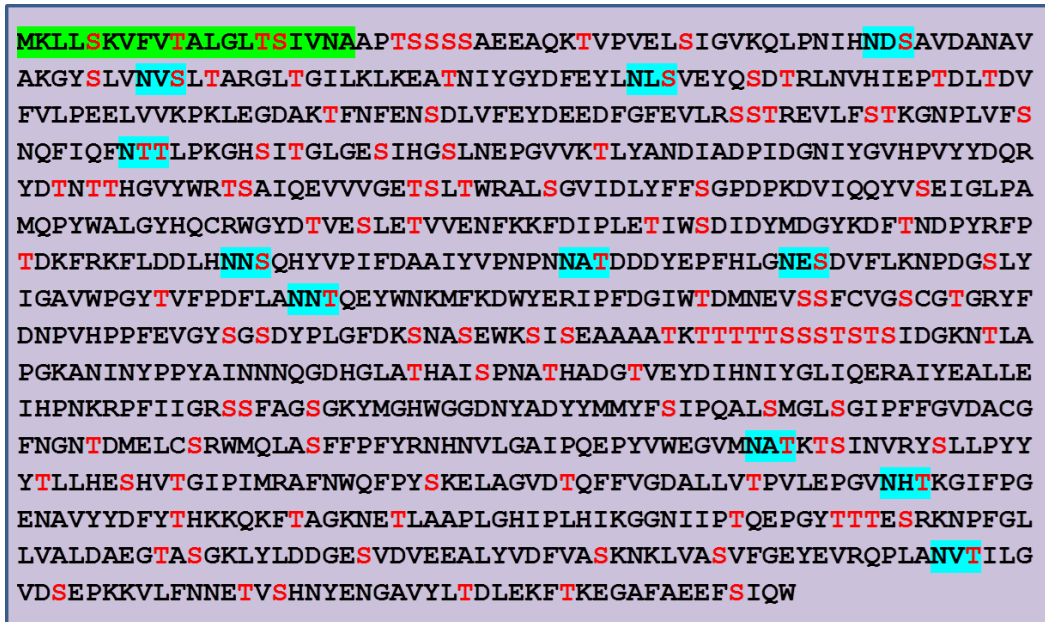 MKLLSKVFVTALGLTSIVNAAPTSSSSAEEAQKTVPVELSIGVKQLPNIHNDSAVDANAV
AKGYSLVNVSLTARGLTGILKLKEATNIYGYDFEYLNLSVEYQSDTRLNVHIEPTDLTDV
FVLPEELVVKPKLEGDAKTFNFENSDLVFEYDEEDFGFEVLRSSTREVLFSTKGNPLVFS
NQFIQFNTTLPKGHSITGLGESIHGSLNEPGVVKTLYANDIADPIDGNIYGVHPVYYDQR
YDTNTTHGVYWRTSAIQEVVVGETSLTWRALSGVIDLYFFSGPDPKDVIQQYVSEIGLPA
MQPYWALGYHQCRWGYDTVESLETVVENFKKFDIPLETIWSDIDYMDGYKDFTNDPYRFP
TDKFRKFLDDLHNNSQHYVPIFDAAIYVPNPNNATDDDYEPFHLGNESDVFLKNPDGSLY
IGAVWPGYTVFPDFLANNTQEYWNKMFKDWYERIPFDGIWTDMNEVSSFCVGSCGTGRYF
DNPVHPPFEVGYSGSDYPLGFDKSNASEWKSISEAAAATKTTTTTSSSTSTSIDGKNTLA
PGKANINYPPYAINNNQGDHGLATHAISPNATHADGTVEYDIHNIYGLIQERAIYEALLE
IHPNKRPFIIGRSSFAGSGKYMGHWGGDNYADYYMMYFSIPQALSMGLSGIPFFGVDACG
FNGNTDMELCSRWMQLASFFPFYRNHNVLGAIPQEPYVWEGVMNATKTSINVRYSLLPYY
YTLLHESHVTGIPIMRAFNWQFPYSKELAGVDTQFFVGDALLVTPVLEPGVNHTKGIFPG
ENAVYYDFYTHKKQKFTAGKNETLAAPLGHIPLHIKGGNIIPTQEPGYTTTESRKNPFGL
LVALDAEGTASGKLYLDDGESVDVEEALYVDFVASKNKLVASVFGEYEVRQPLANVTILG
VDSEPKKVLFNNETVSHNYENGAVYLTDLEKFTKEGAFAEEFSIQW